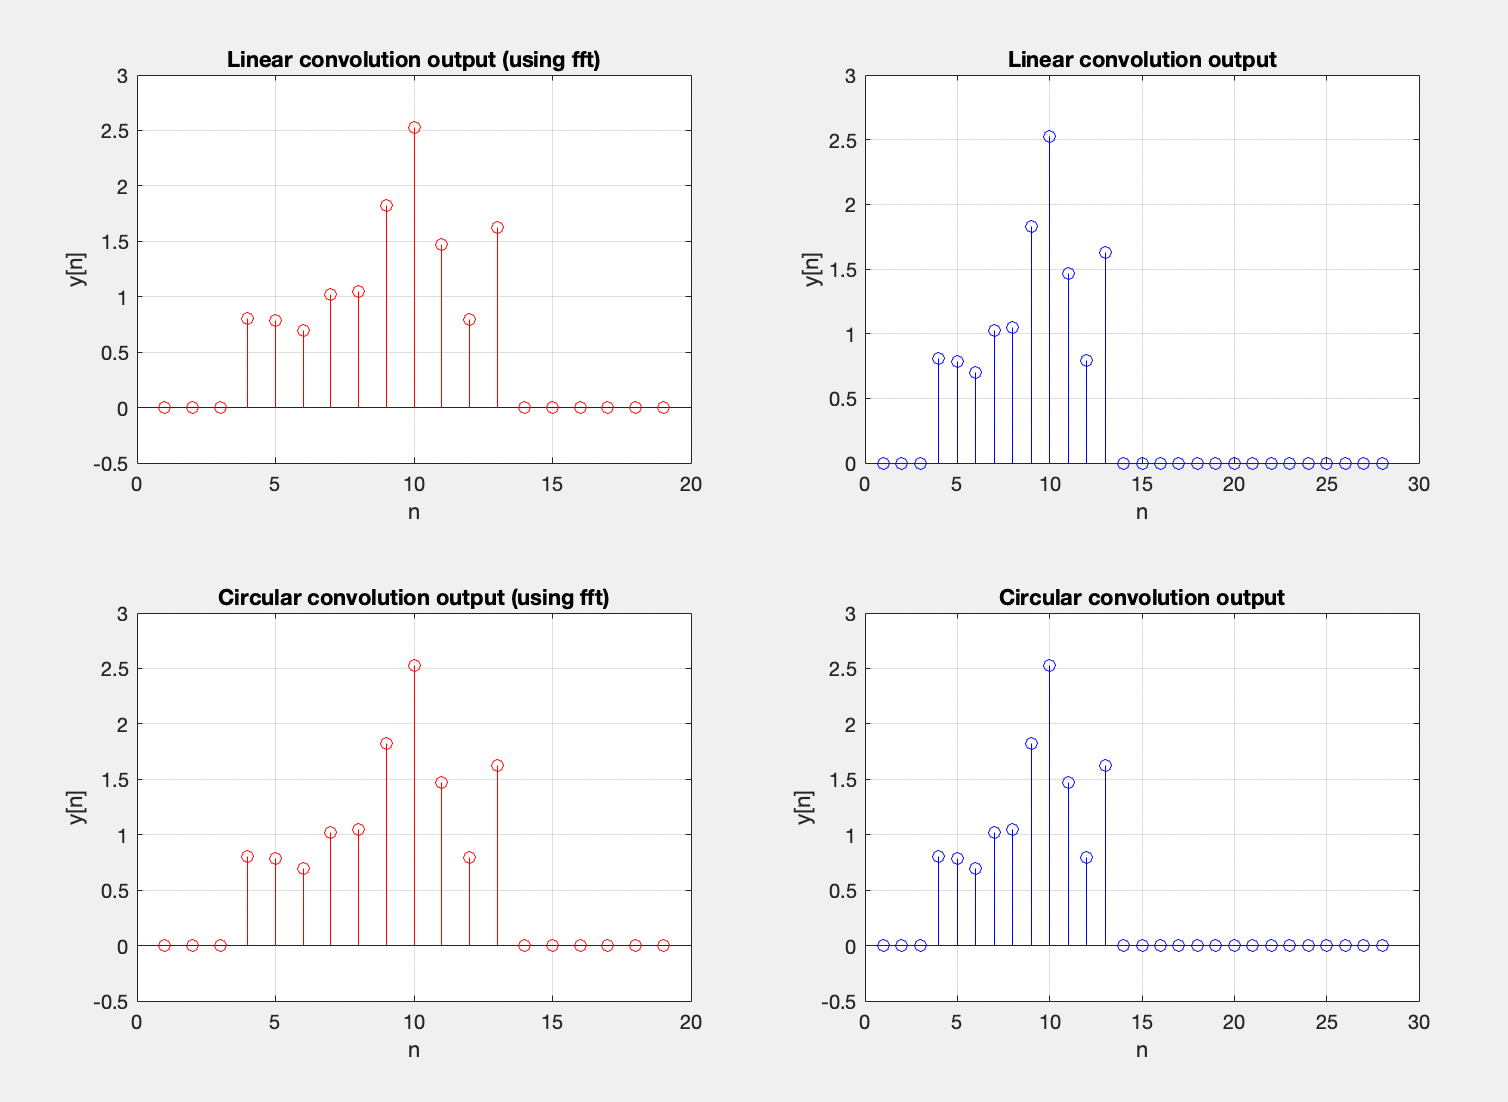 Linear convolution output (using fft)
3
2.5
2
1.5
1
0.5
0
-0.5
y[n]
0 5 10 15 20
n
Linear convolution output
3
2.5
2
1.5
1
0.5
0
y[n]
0 5 10 15 20 25 30
n
Circular convolution output (using fft)
3
2.5
2
1.5
1
0.5
0
-0.5
y[n]
0 5 10 15 20
n
Circular convolution output
3
2.5
2
1.5
1
0.5
0
-0.5
y[n]
0 5 10 15 20 25 30
n